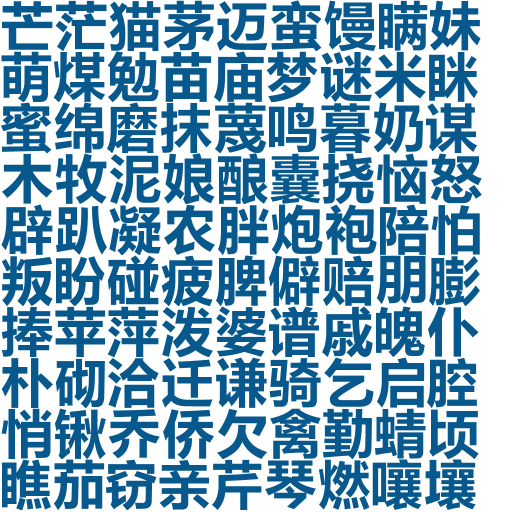 芒茫猫茅迈蛮馒瞒妹
萌煤勉苗庙梦谜米眯
蜜绵磨抹蔑鸣暮奶谋
木牧泥娘酿囊挠恼怒
辟趴凝农胖炮袍陪怕
叛盼碰疲脾僻赔朋膨
捧苹萍泼婆谱戚魄仆
朴砌洽迁谦骑乞启腔
悄锹乔侨欠禽勤蜻顷
瞧茄窃亲芹琴燃嚷壤